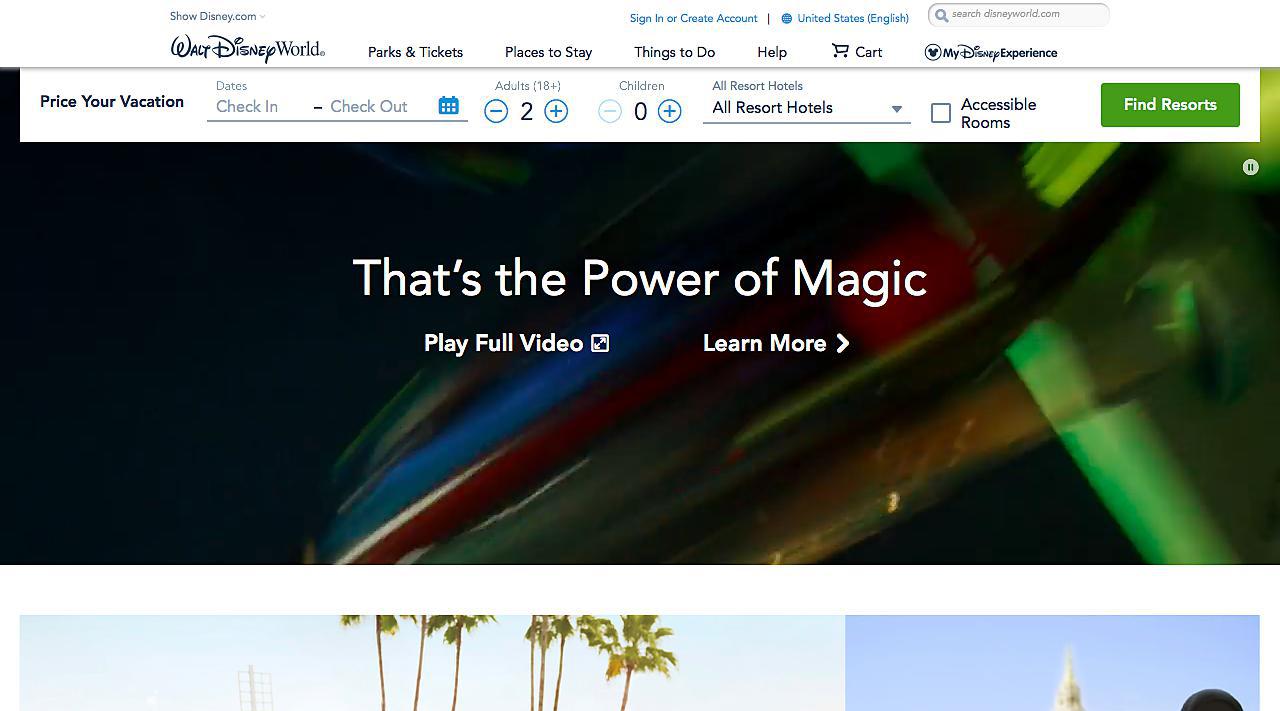 Show Disney.com
Sign In or Create Account | United States (English)
search disneyworld.com
Walt Disney World.
Parks & Tickets
Places to Stay
Things to Do
Help
Cart
My Disney Experience
Price Your Vacation
Dates
Check In – Check Out
Adults (18+)
2
Children
0
All Resort Hotels
All Resort Hotels
Accessible
Rooms
Find Resorts
That's the Power of Magic
Play Full Video
Learn More